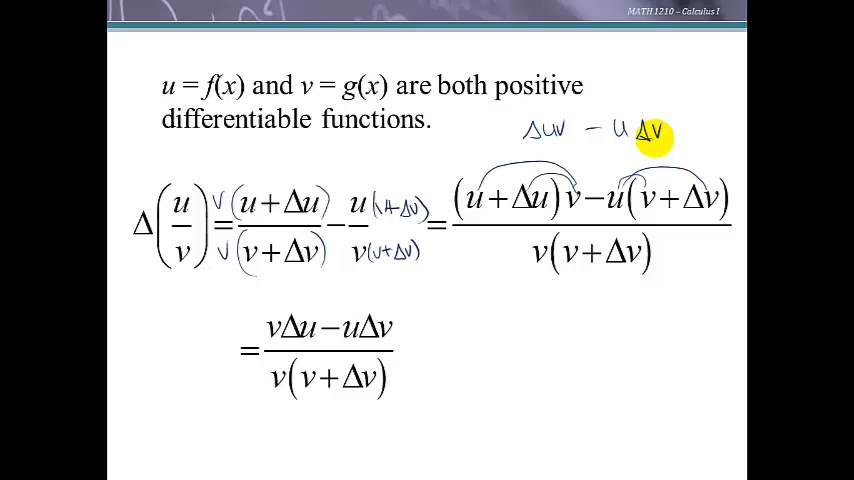 MATH 1210 – Calculus I
u = f(x) and v = g(x) are both positive
differentiable functions.
Δuv − u Δv
Δ(u/v) = v(u + Δu)/v(v + Δv) − u(v+Δv)/v(v+Δv) = ((u + Δu)v − u(v + Δv))/(v(v + Δv))
= (vΔu − uΔv)/(v(v + Δv))